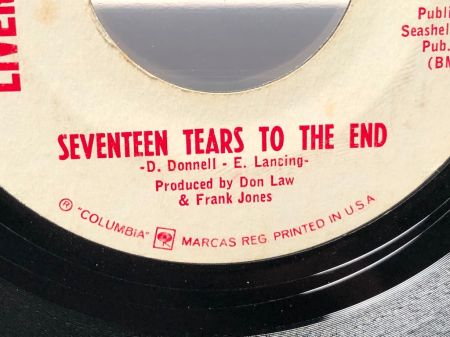 Seashel
Pub.
(BM
SEVENTEEN TEARS TO THE END
-D. Donnell - E. Lancing-
Produced by Don Law
& Frank Jones
Ⓡ "COLUMBIA" MARCAS REG. PRINTED IN U.S.A.